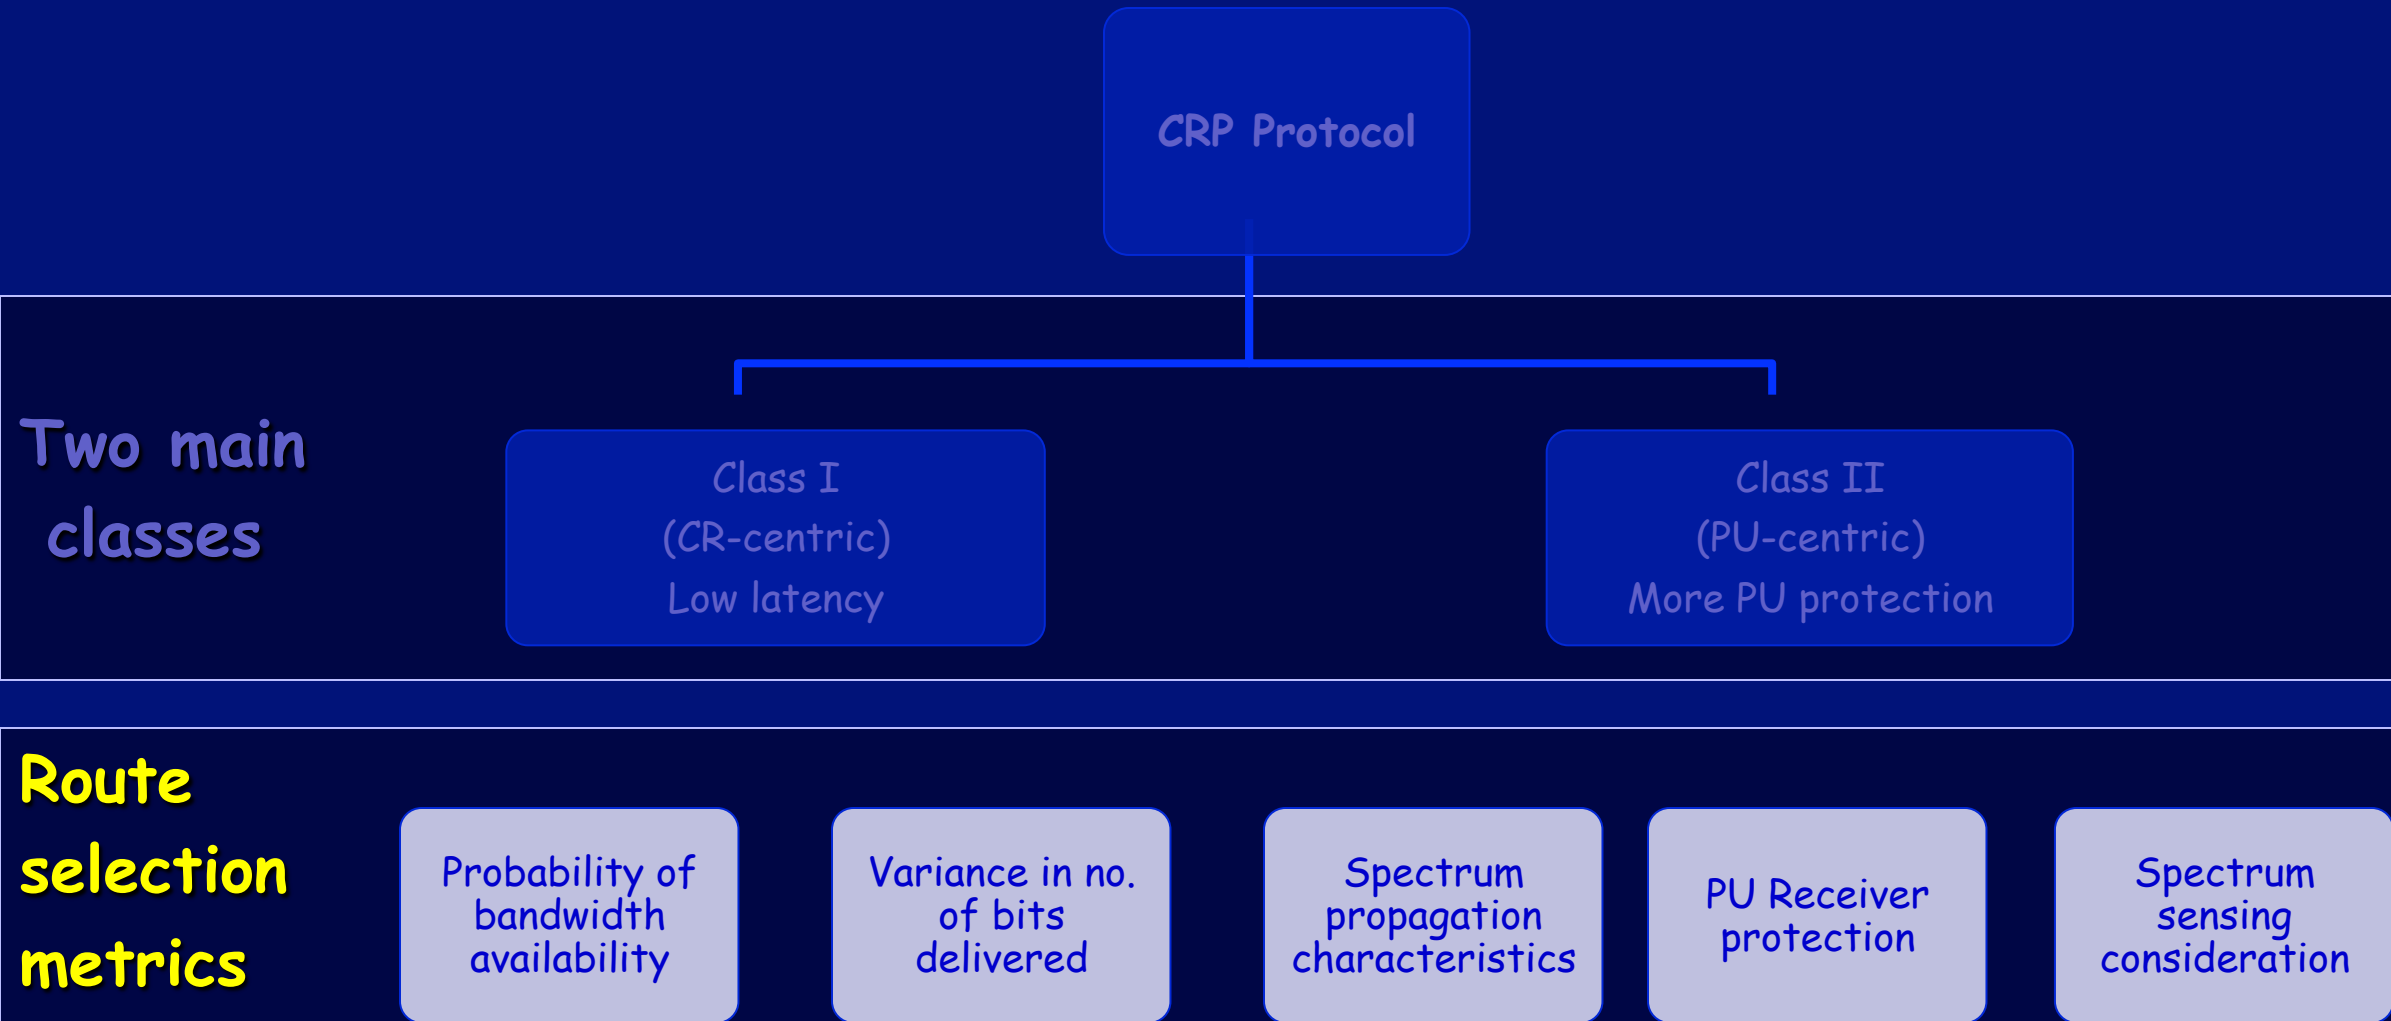 CRP Protocol
Two main
classes
Class I
(CR-centric)
Low latency
Class II
(PU-centric)
More PU protection
Route
selection
metrics
Probability of
bandwidth
availability
Variance in no.
of bits
delivered
Spectrum
propagation
characteristics
PU Receiver
protection
Spectrum
sensing
consideration